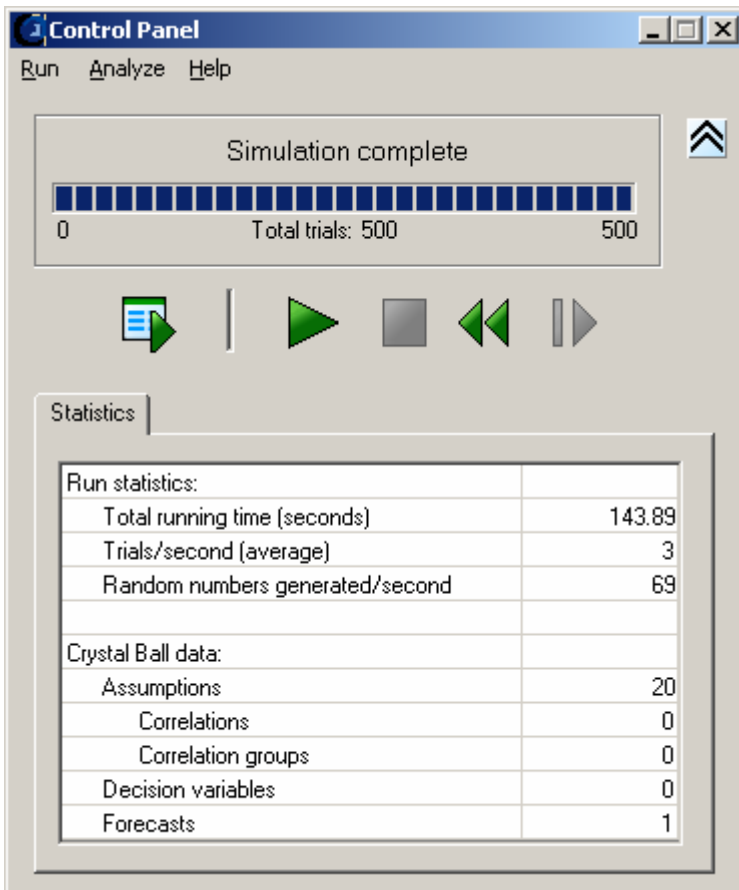 Control Panel
Run Analyze Help
Simulation complete
0 Total trials: 500 500
Statistics
Run statistics:
Total running time (seconds) 143.89
Trials/second (average) 3
Random numbers generated/second 69
Crystal Ball data:
Assumptions 20
Correlations 0
Correlation groups 0
Decision variables 0
Forecasts 1